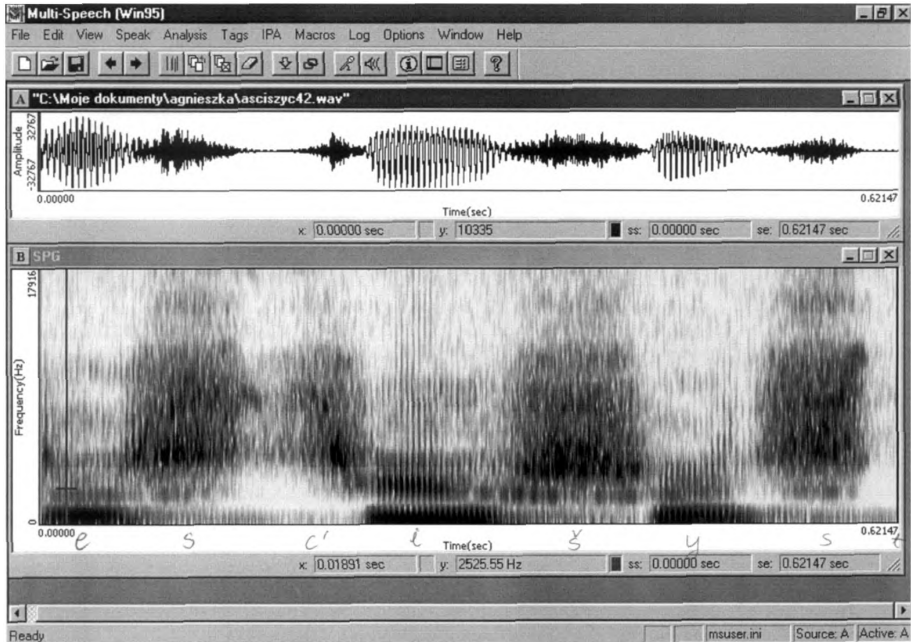 Multi-Speech (Win95)
File Edit View Speak Analysis Tags IPA Macros Log Options Window Help
A "C:\Moje dokumenty\agnieszka\asciszyc42.wav"
Amplitude
32767
-32767
0.00000
0.62147
Time(sec)
x: 0.00000 sec y: 10335 ss: 0.00000 sec se: 0.62147 sec
B SPG
Frequency(Hz)
17916
0
0.00000
0.62147
e s c' i š y s
Time(sec)
x: 0.01891 sec y: 2525.55 Hz ss: 0.00000 sec se: 0.62147 sec
Ready msuser.ini Source: A Active: A